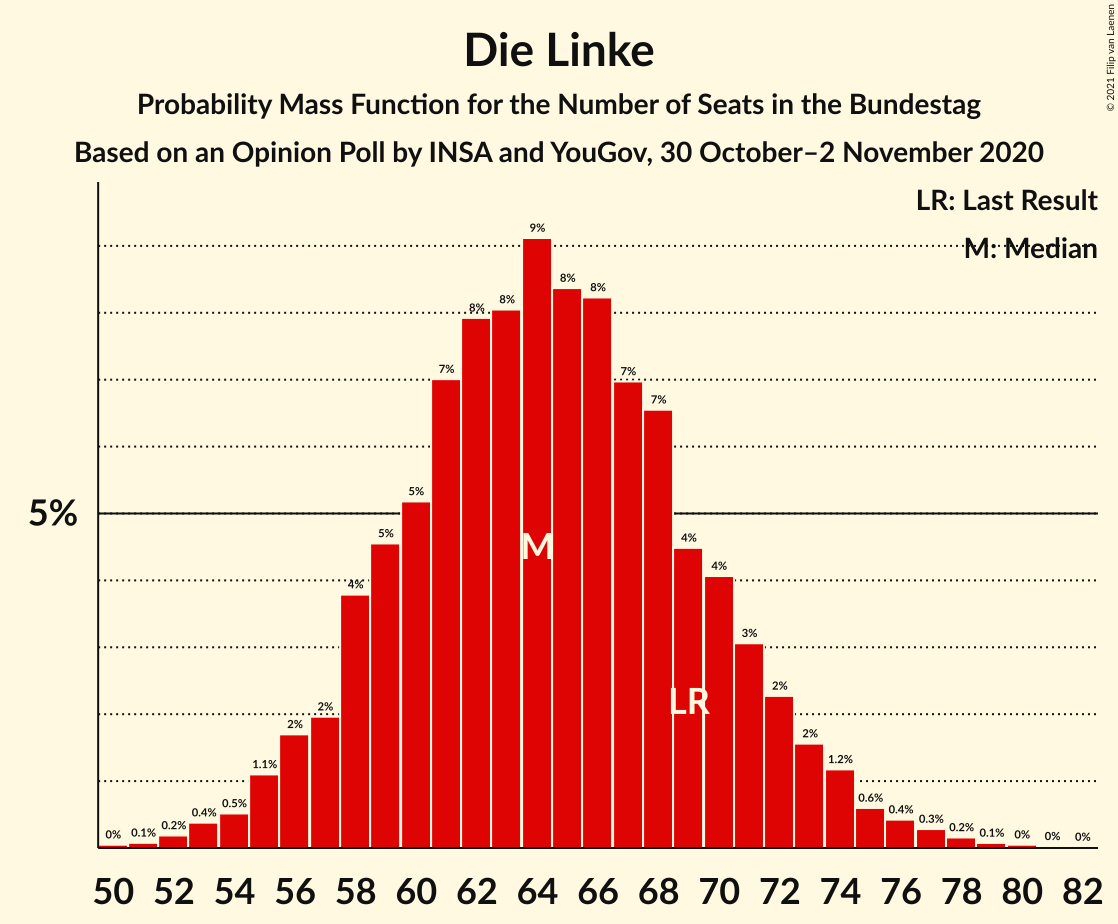 © 2021 Filip van Laenen
Die Linke
Probability Mass Function for the Number of Seats in the Bundestag
Based on an Opinion Poll by INSA and YouGov, 30 October–2 November 2020
LR: Last Result
M: Median
5%
0% 0.1% 0.2% 0.4% 0.5% 1.1% 2% 2% 4% 5% 5% 7% 8% 8% 9% 8% 8% 7% 7% 4% 4% 3% 2% 2% 1.2% 0.6% 0.4% 0.3% 0.2% 0.1% 0% 0% 0%
M
LR
50 52 54 56 58 60 62 64 66 68 70 72 74 76 78 80 82